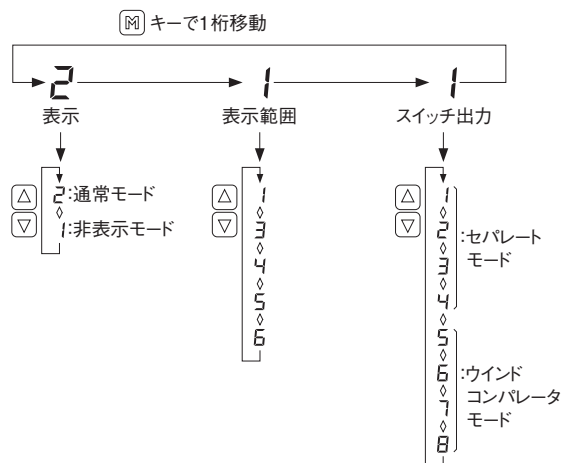 M キーで1桁移動
2 1 1
表示 表示範囲 スイッチ出力
2:通常モード
1:非表示モード
1
3
4
5
6
1
2
3
4
:セパレート
モード
5
6
7
8
:ウインド
コンパレータ
モード